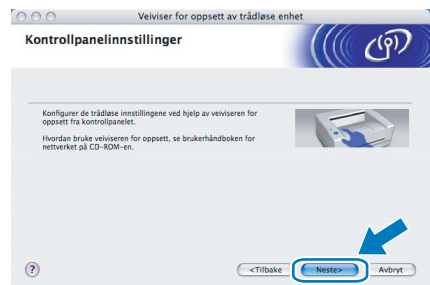 Veiviser for oppsett av trådløse enhet
Kontrollpanelinnstillinger
Konfigurer de trådløse innstillingene ved hjelp av veiviseren for
oppsett fra kontrollpanelet.
Hvordan bruke veiviseren for oppsett, se brukerhåndboken for
nettverket på CD-ROM-en.
?
<Tilbake
Neste>
Avbryt